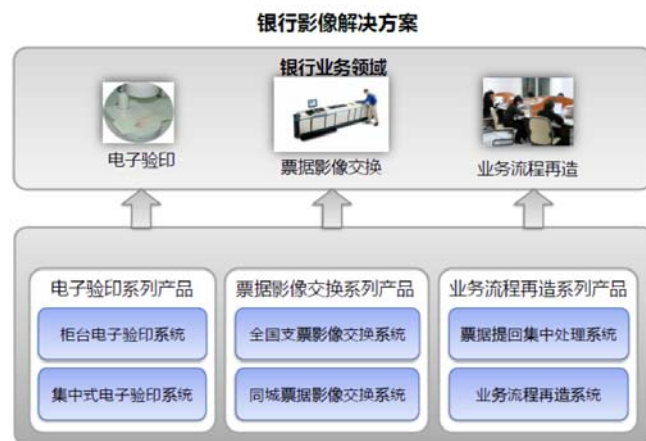 银行影像解决方案
银行业务领域
电子验印
票据影像交换
业务流程再造
电子验印系列产品
票据影像交换系列产品
业务流程再造系列产品
柜台电子验印系统
全国支票影像交换系统
票据提回集中处理系统
集中式电子验印系统
同城票据影像交换系统
业务流程再造系统